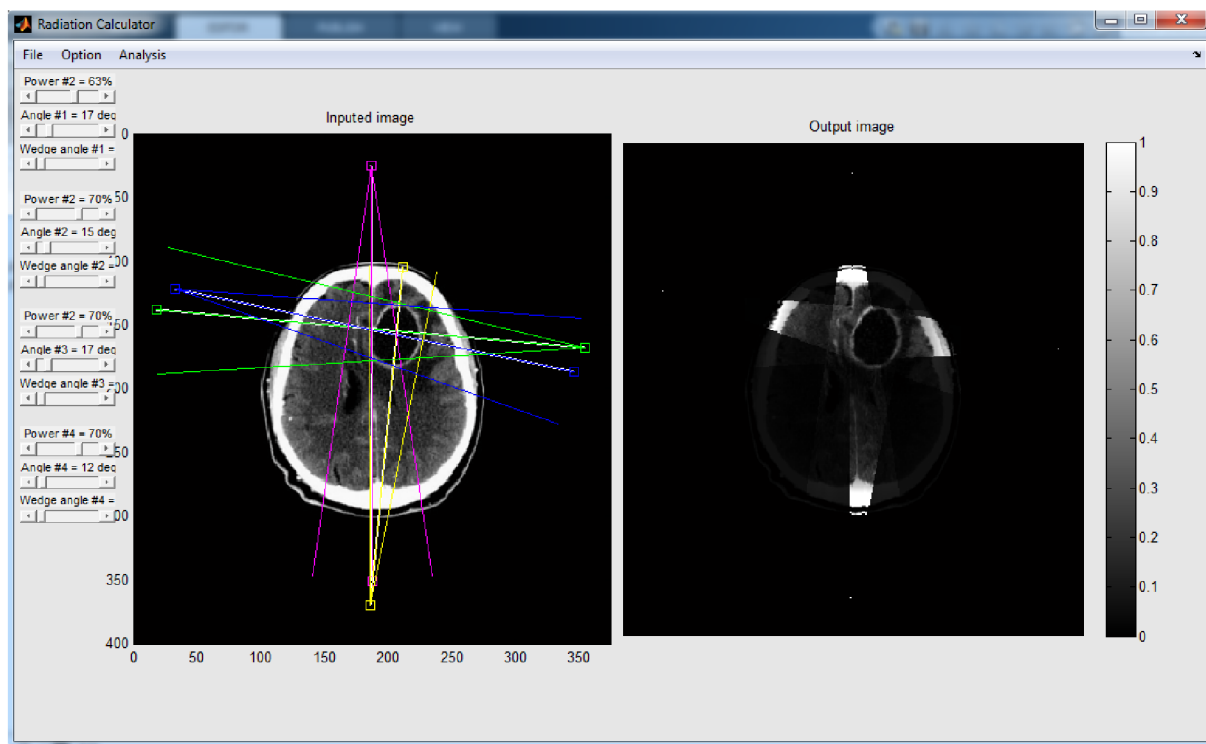 Radiation Calculator
File Option Analysis
Power #2 = 63%
Angle #1 = 17 deg
Wedge angle #1 =
Power #2 = 70%
Angle #2 = 15 deg
Wedge angle #2 =
Power #2 = 70%
Angle #3 = 17 deg
Wedge angle #3 =
Power #4 = 70%
Angle #4 = 12 deg
Wedge angle #4 =
Inputed image
0
50
00
150
00
50
00
350
400
0 50 100 150 200 250 300 350
Output image
1
0.9
0.8
0.7
0.6
0.5
0.4
0.3
0.2
0.1
0